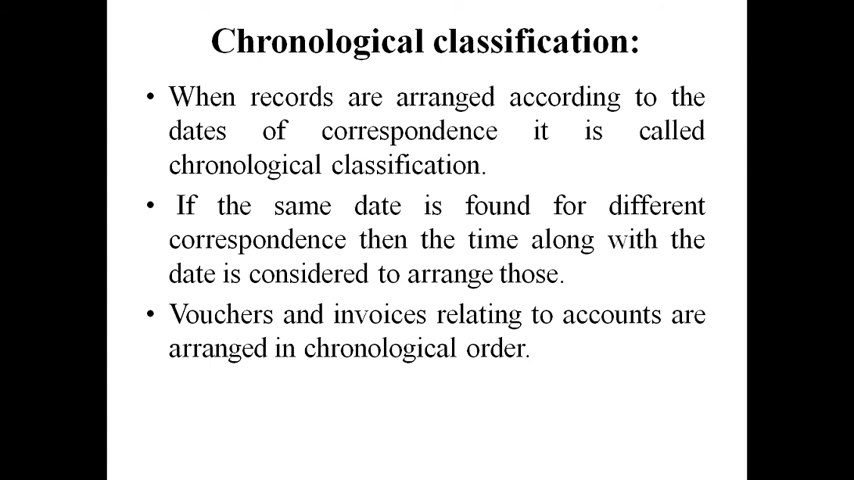 Chronological classification:
• When records are arranged according to the
dates of correspondence it is called
chronological classification.
• If the same date is found for different
correspondence then the time along with the
date is considered to arrange those.
• Vouchers and invoices relating to accounts are
arranged in chronological order.